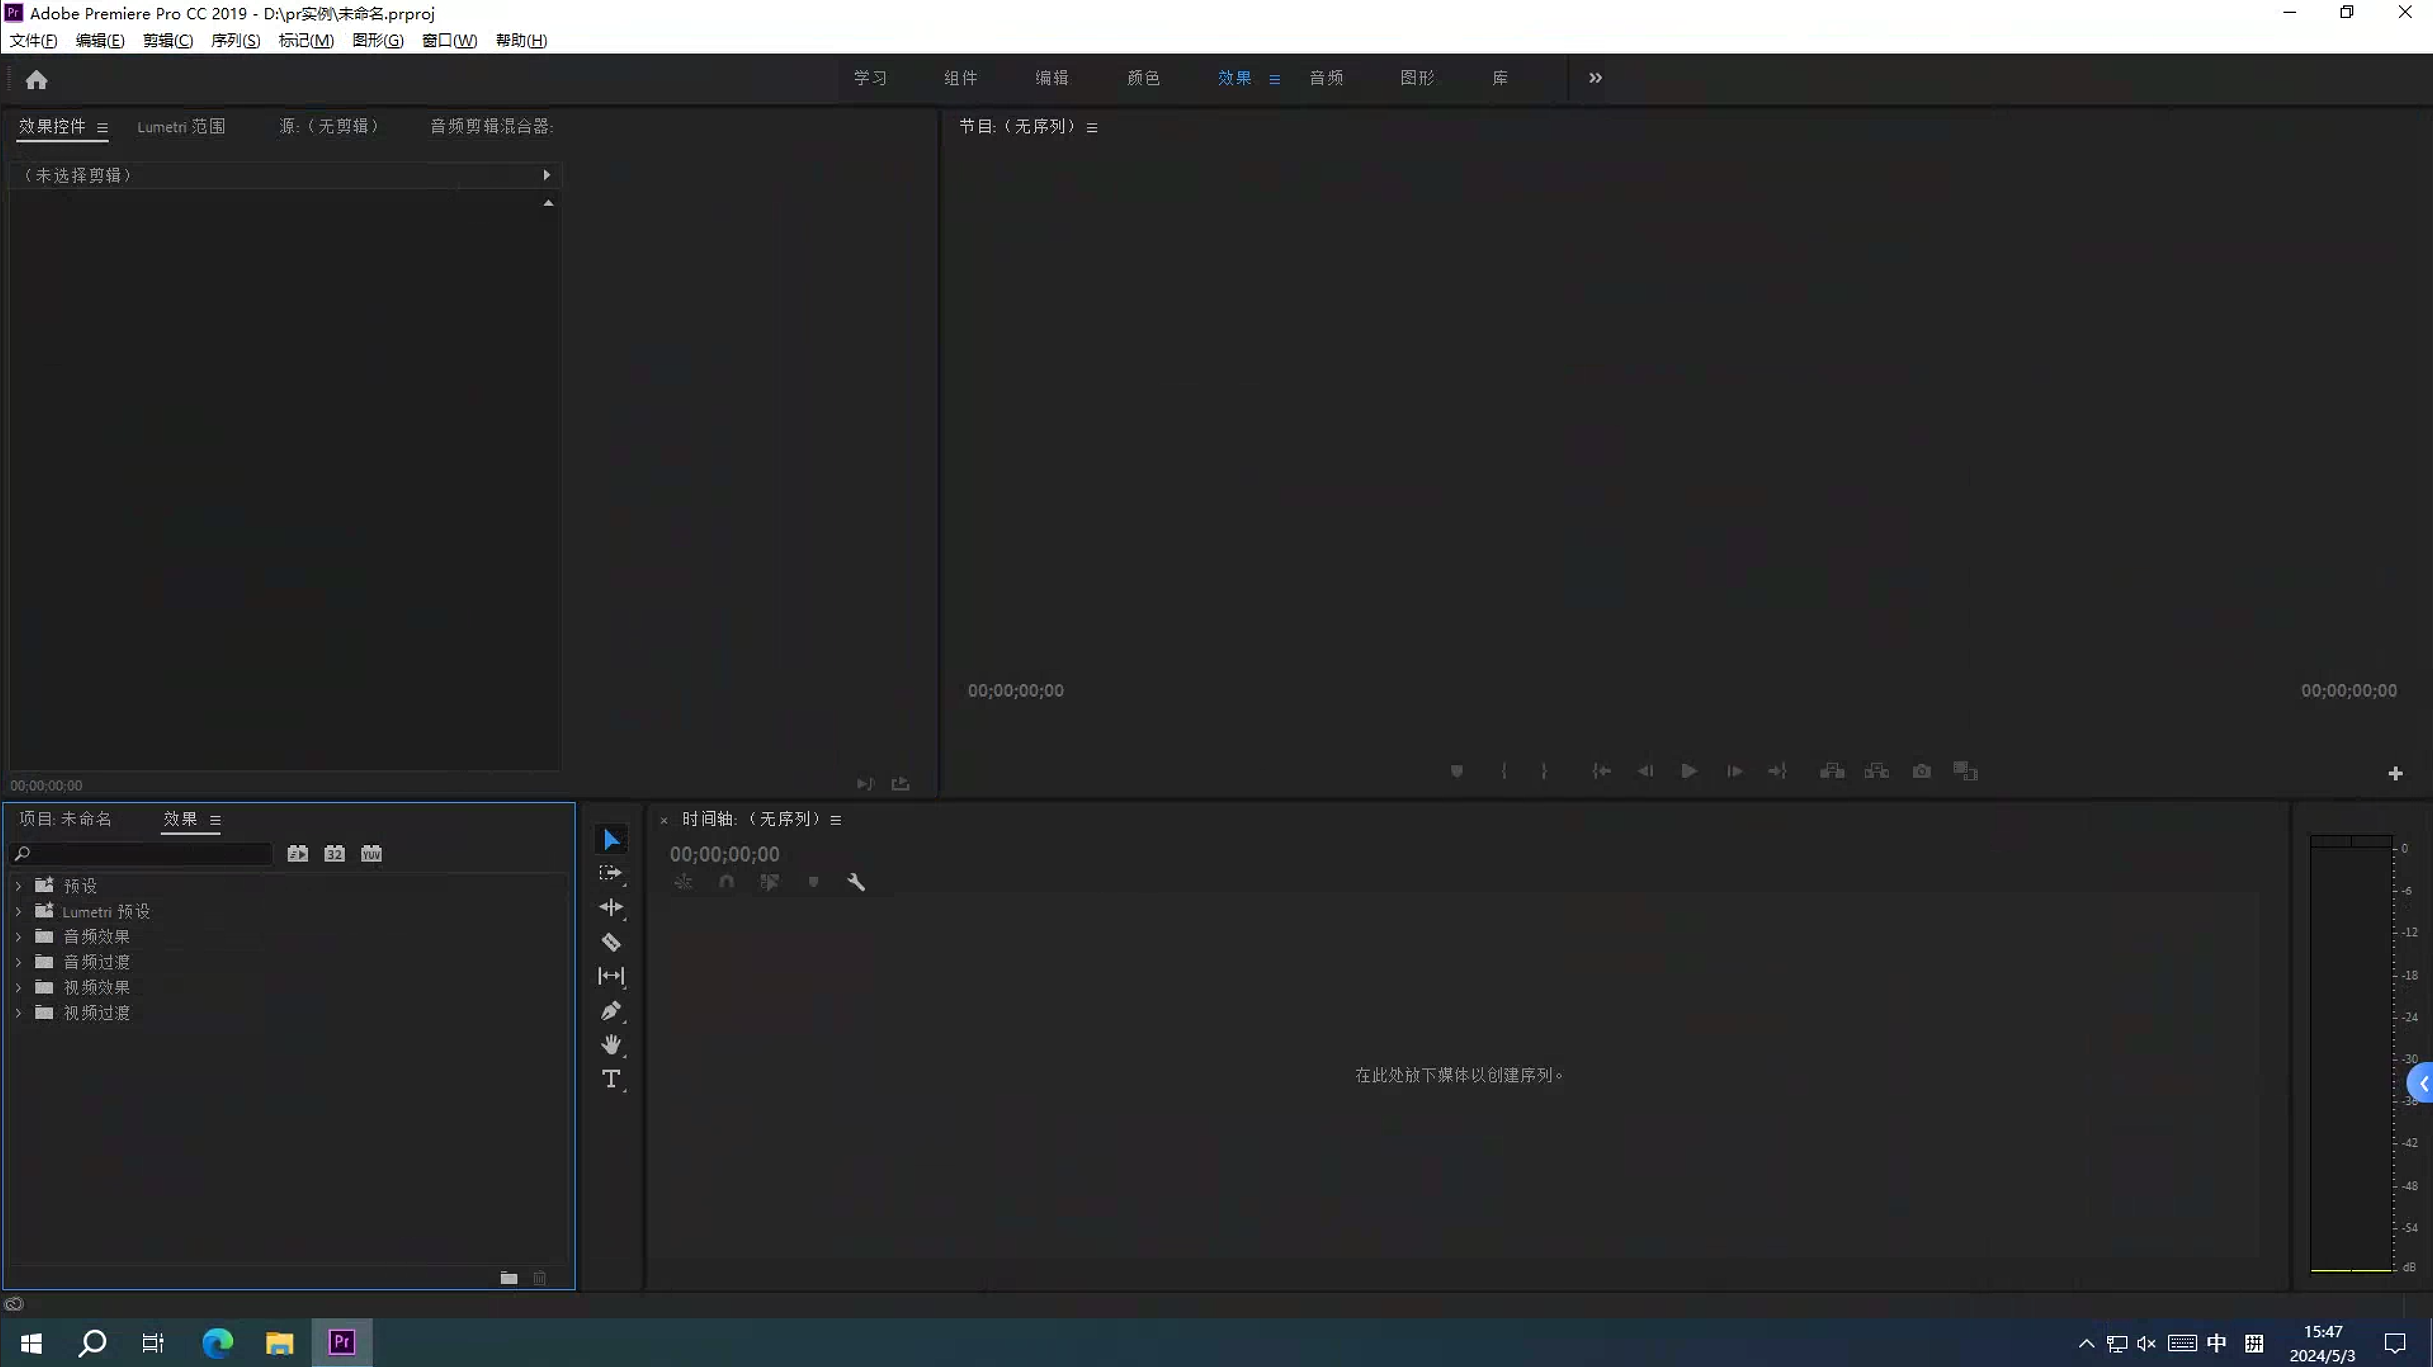 Adobe Premiere Pro CC 2019 - D:\pr实例\未命名.prproj
文件(F) 编辑(E) 剪辑(C) 序列(S) 标记(M) 图形(G) 窗口(W) 帮助(H)
学习 组件 编辑 颜色 效果 音频 图形 库
效果控件 Lumetri 范围 源:（无剪辑） 音频剪辑混合器:
节目:（无序列）
（未选择剪辑）
00;00;00;00 00;00;00;00
00;00;00;00
项目: 未命名 效果
32 YUV
预设
Lumetri 预设
音频效果
音频过渡
视频效果
视频过渡
时间轴:（无序列）
00;00;00;00
在此处放下媒体以创建序列。
0
-6
-12
-18
-24
-30
-36
-42
-48
-54
dB
Pr
中 拼
15:47
2024/5/3